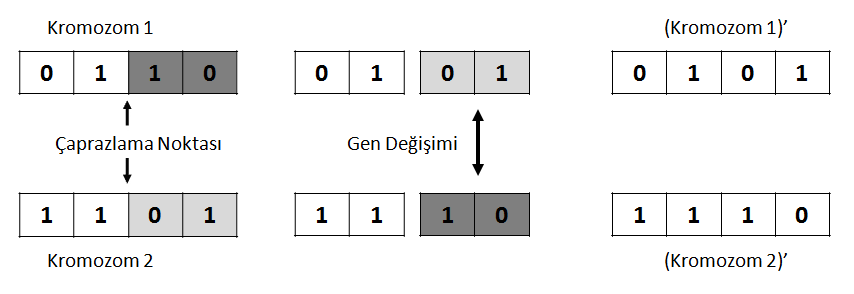 Kromozom 1 (Kromozom 1)’
0 1 1 0 0 1 0 1 0 1 0 1
Çaprazlama Noktası Gen Değişimi
1 1 0 1 1 1 1 0 1 1 1 0
Kromozom 2 (Kromozom 2)’